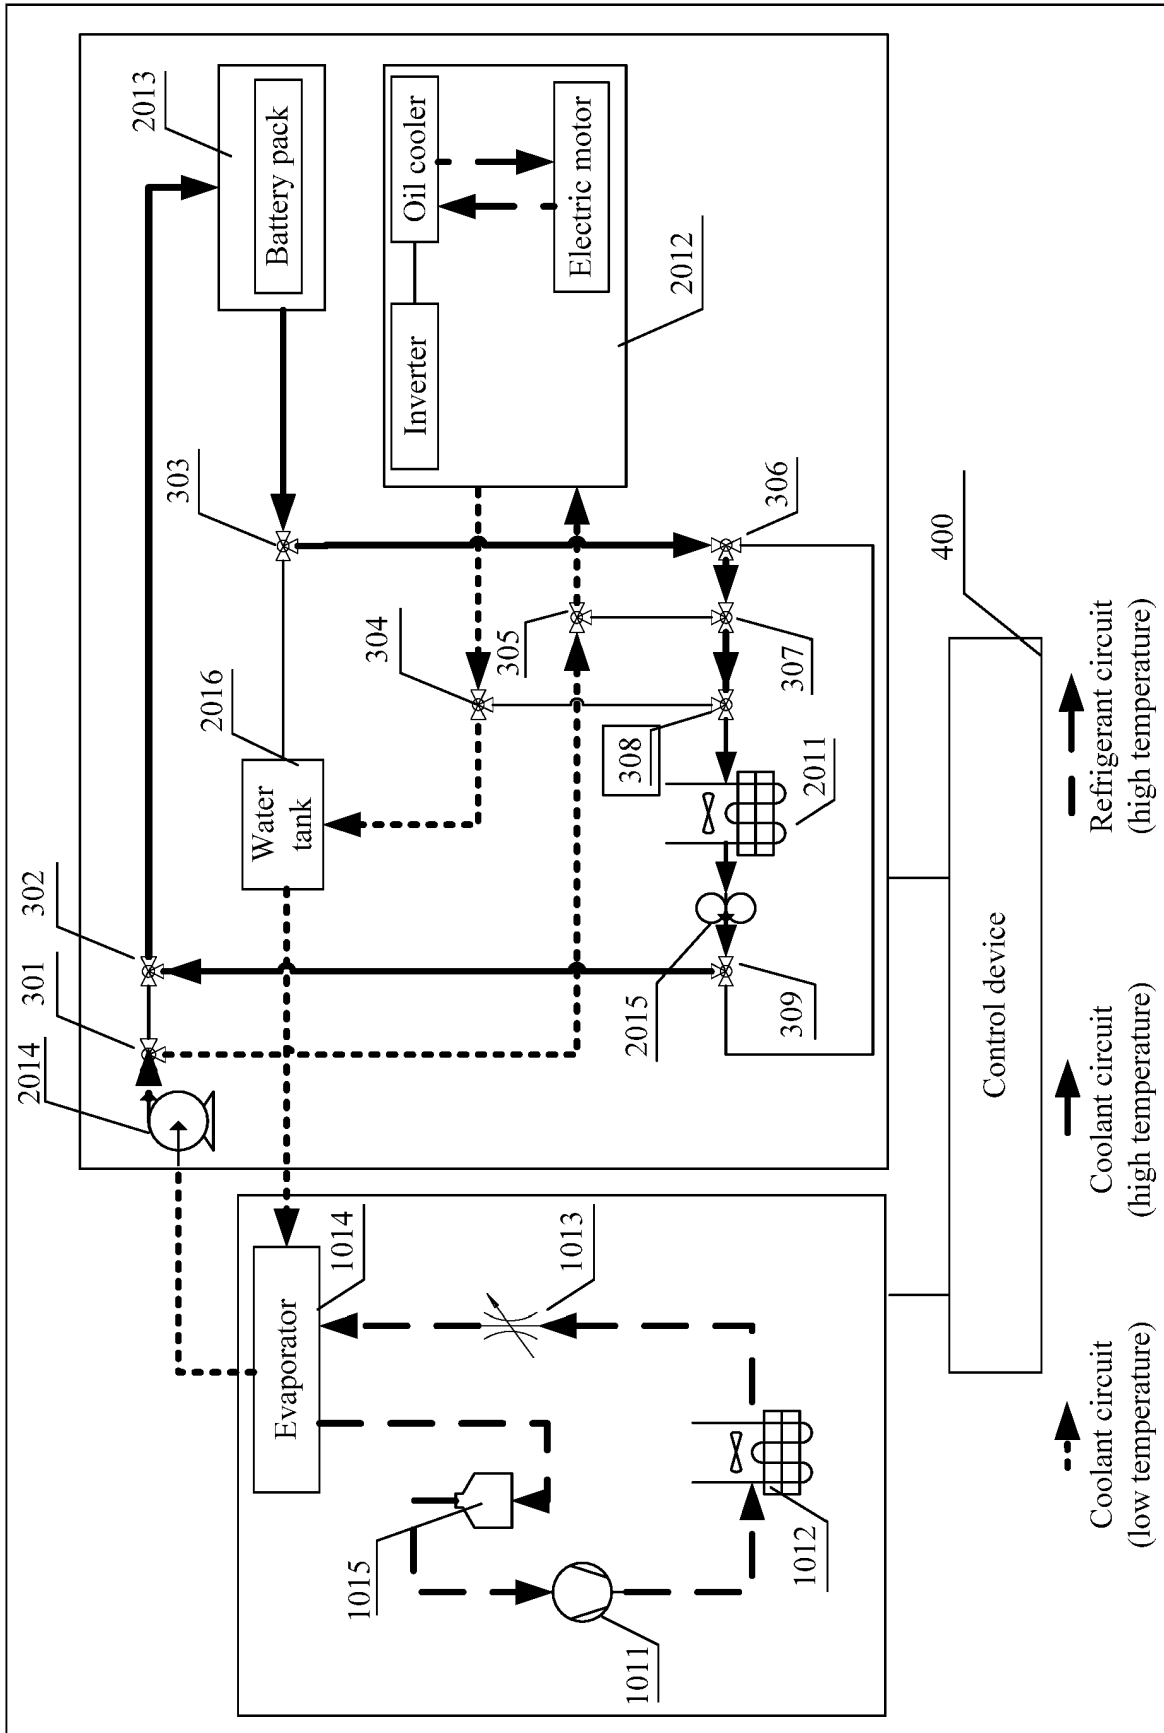 2014
301
302
2013
303
2016
Water
tank
Battery pack
Evaporator
1014
1015
304
Inverter
Oil cooler
305
1013
Electric motor
1011
2015
308
2012
306
1012
309
2011
307
400
Control device
Coolant circuit
(low temperature)
Coolant circuit
(high temperature)
Refrigerant circuit
(high temperature)